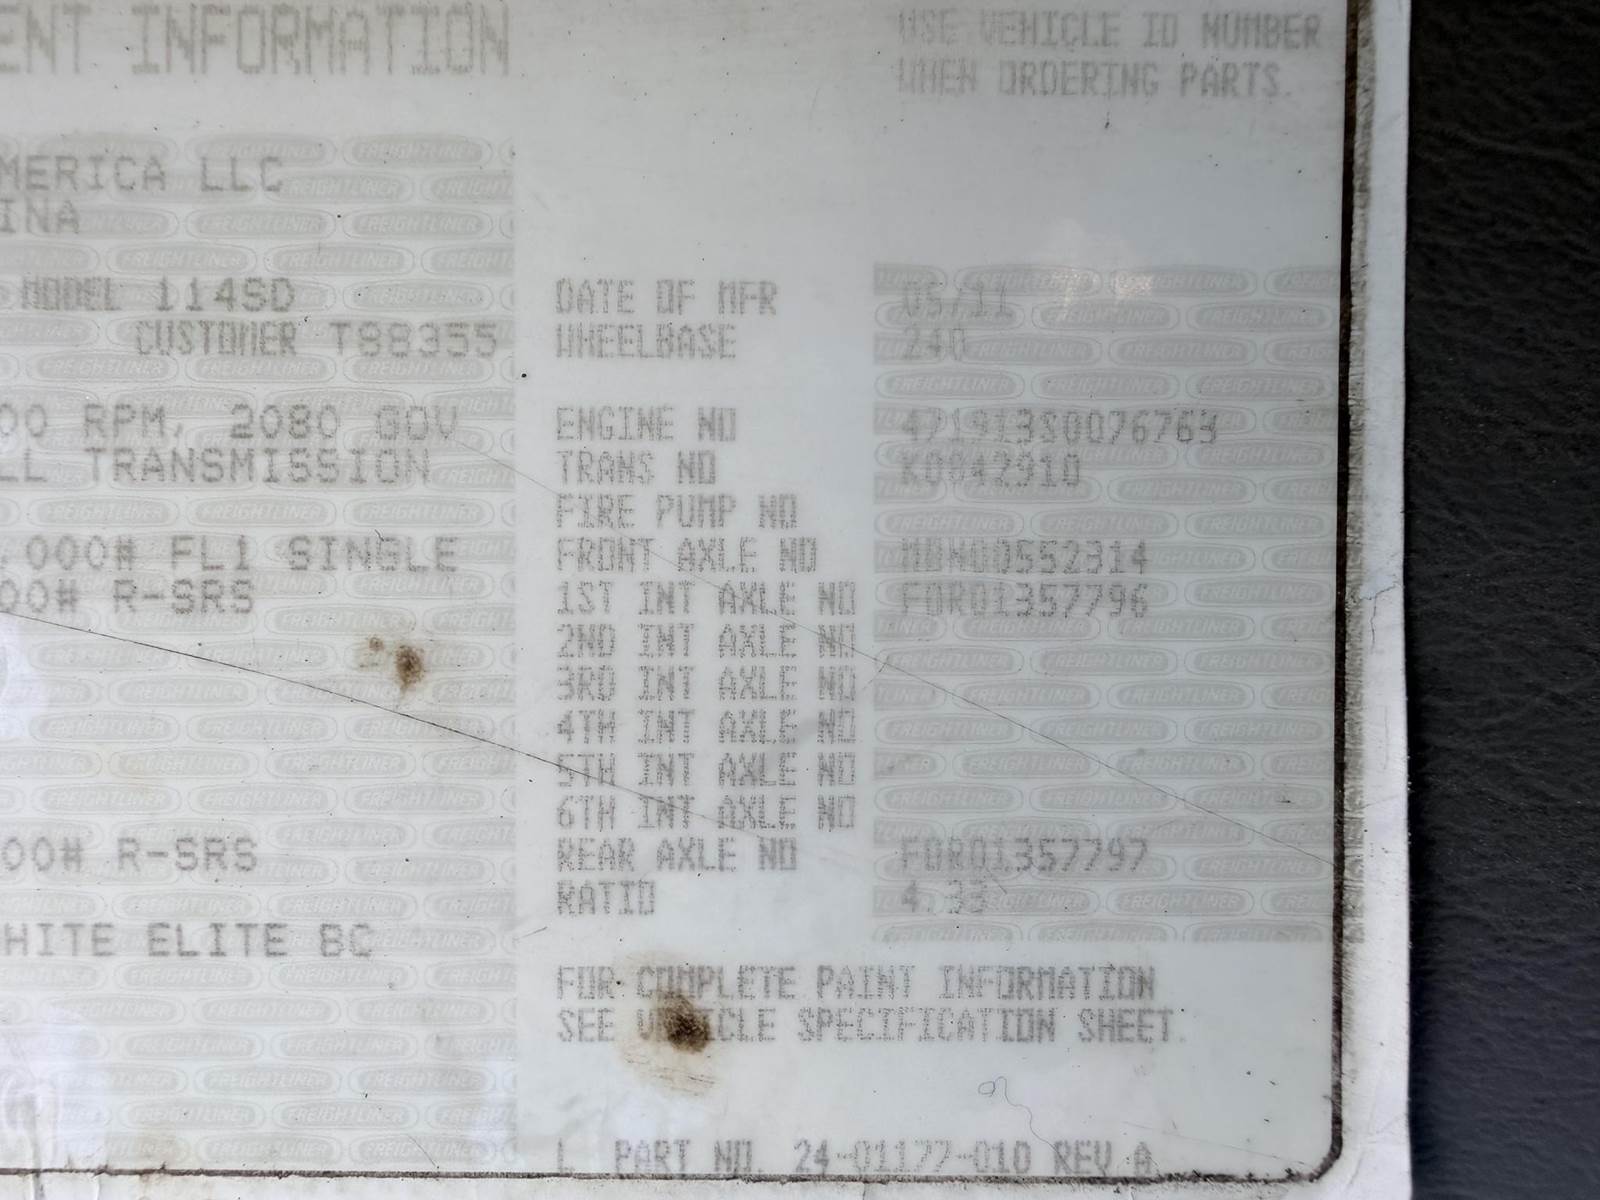 ENT INFORMATION
USE VEHICLE ID NUMBER
WHEN ORDERING PARTS.
MERICA LLC
INA
MODEL 114SD
CUSTOMER T88355
00 RPM, 2080 GOV
LL TRANSMISSION
,000# FL1 SINGLE
00# R-SRS
00# R-SRS
HITE ELITE BC
DATE OF MFR 05/11
WHEELBASE 240
ENGINE NO 471913S0076763
TRANS NO K0042910
FIRE PUMP NO
FRONT AXLE NO MBN00552314
1ST INT AXLE NO FOR01357796
2ND INT AXLE NO
3RD INT AXLE NO
4TH INT AXLE NO
5TH INT AXLE NO
6TH INT AXLE NO
REAR AXLE NO FOR01357797
RATIO 4.33
FOR COMPLETE PAINT INFORMATION
SEE VEHICLE SPECIFICATION SHEET.
L PART NO. 24-01177-010 REV A